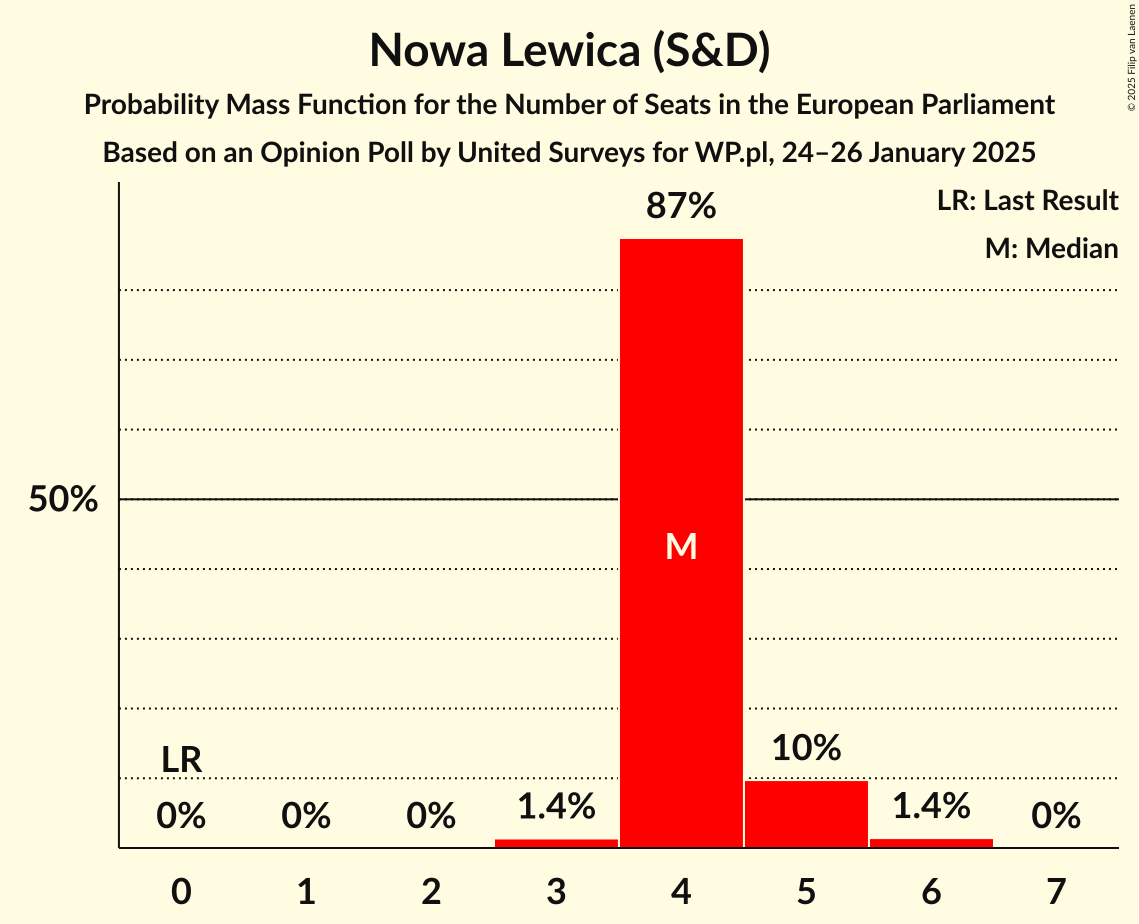 Nowa Lewica (S&D)
Probability Mass Function for the Number of Seats in the European Parliament
Based on an Opinion Poll by United Surveys for WP.pl, 24–26 January 2025
© 2025 Filip van Laenen
LR: Last Result
M: Median
87%
50%
M
LR
0%
0%
0%
1.4%
10%
1.4%
0%
0
1
2
3
4
5
6
7